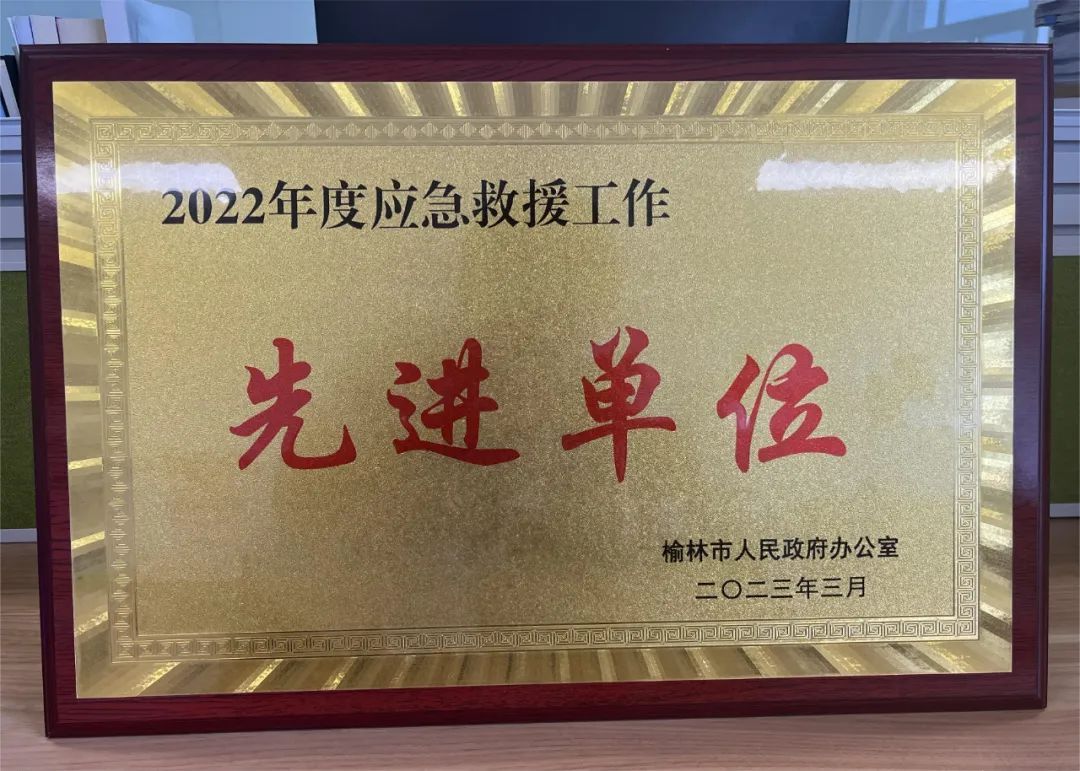 2022年度应急救援工作
先进单位
榆林市人民政府办公室
二〇二三年三月